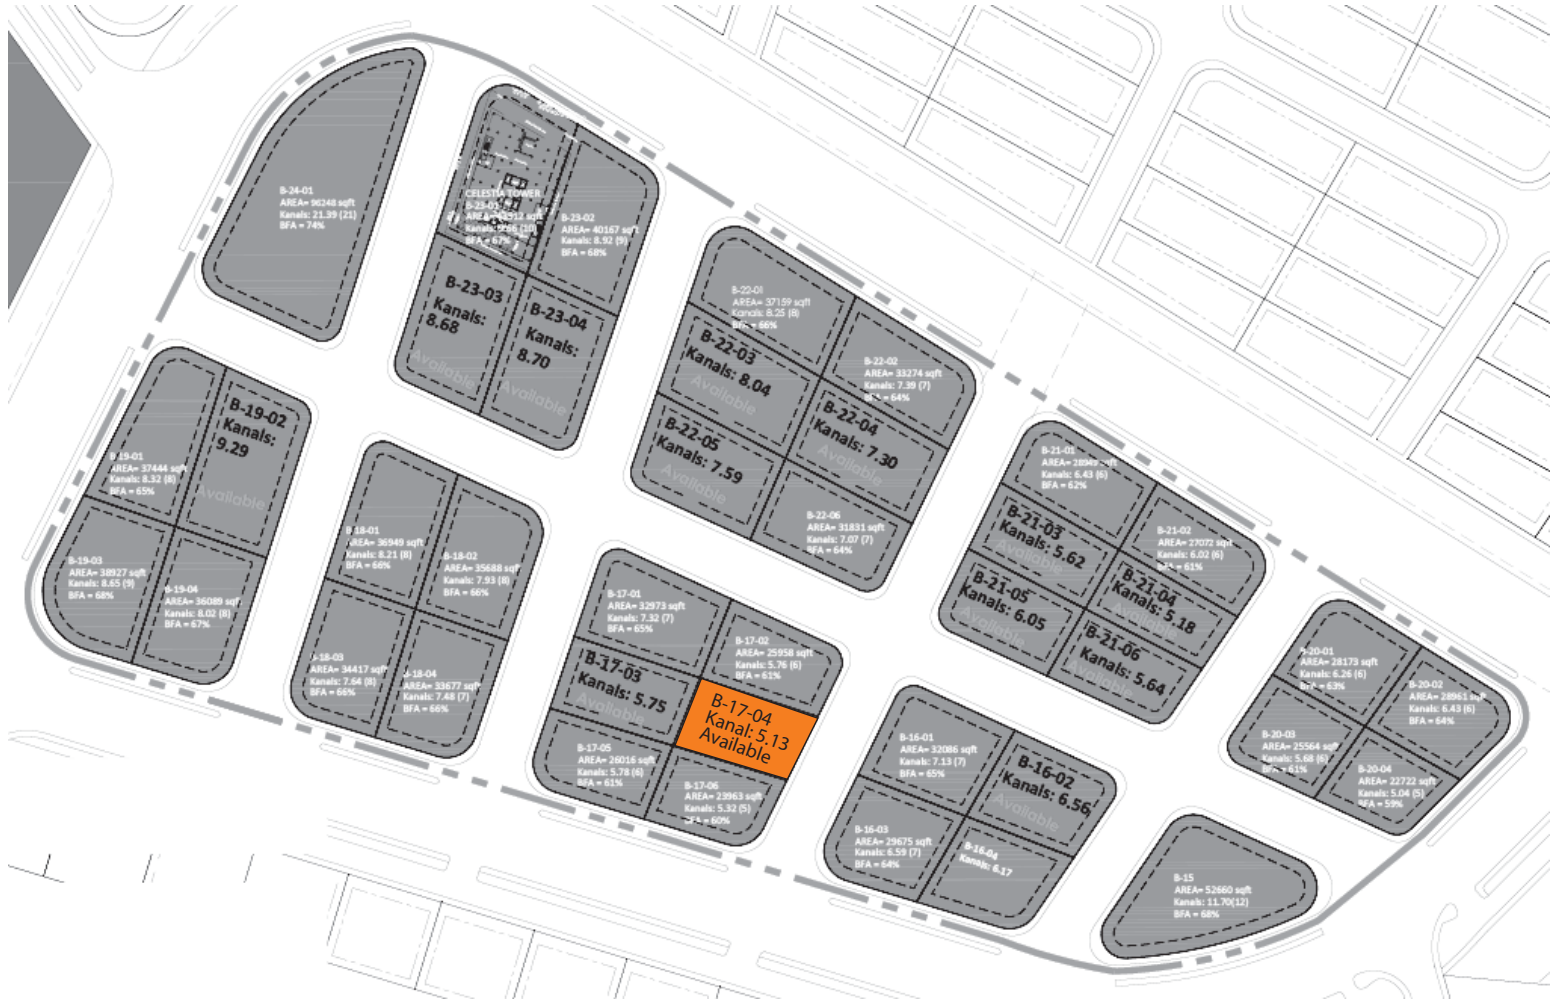 B-24-01
AREA= 96248 sqft
Kanals: 21.39 (21)
BFA = 74%
CELESTIA TOWER
B-23-01
BFA = 67%
B-23-02
AREA= 40167 sqft
Kanals: 8.92 (9)
BFA = 68%
B-23-03
Kanals:
8.68
Available
B-23-04
Kanals:
8.70
Available
B-22-01
AREA= 37159 sqft
Kanals: 8.25 (8)
BFA = 66%
B-22-02
AREA= 33274 sqft
Kanals: 7.39 (7)
BFA = 64%
B-22-03
Kanals: 8.04
Available
B-22-04
Kanals: 7.30
Available
B-22-05
Kanals: 7.59
Available
B-22-06
AREA= 31831 sqft
Kanals: 7.07 (7)
BFA = 64%
B-19-01
AREA= 37444 sqft
Kanals: 8.32 (8)
BFA = 65%
B-19-02
Kanals:
9.29
Available
B-19-03
AREA= 38927 sqft
Kanals: 8.65 (9)
BFA = 68%
B-19-04
AREA= 36089 sqft
Kanals: 8.02 (8)
BFA = 67%
B-18-01
AREA= 36949 sqft
Kanals: 8.21 (8)
BFA = 66%
B-18-02
AREA= 35688 sqft
Kanals: 7.93 (8)
BFA = 66%
B-18-03
AREA= 34417 sqft
Kanals: 7.64 (8)
BFA = 66%
B-18-04
AREA= 33677 sqft
Kanals: 7.48 (7)
BFA = 66%
B-21-01
AREA= 28949 sqft
Kanals: 6.43 (6)
BFA = 62%
B-21-02
AREA= 27072 sqft
Kanals: 6.02 (6)
BFA = 61%
B-21-03
Kanals: 5.62
Available
B-21-04
Kanals: 5.18
Available
B-21-05
Kanals: 6.05
Available
B-21-06
Kanals: 5.64
Available
B-17-01
AREA= 32973 sqft
Kanals: 7.32 (7)
BFA = 65%
B-17-02
AREA= 25958 sqft
Kanals: 5.76 (6)
BFA = 61%
B-17-03
Kanals: 5.75
Available
B-17-04
Kanal: 5.13
Available
B-17-05
AREA= 26016 sqft
Kanals: 5.78 (6)
BFA = 61%
B-17-06
AREA= 23963 sqft
Kanals: 5.32 (5)
BFA = 60%
B-20-01
AREA= 28173 sqft
Kanals: 6.26 (6)
BFA = 63%
B-20-02
AREA= 28961 sqft
Kanals: 6.43 (6)
BFA = 64%
B-20-03
AREA= 25564 sqft
Kanals: 5.68 (6)
BFA = 61%
B-20-04
AREA= 22722 sqft
Kanals: 5.04 (5)
BFA = 59%
B-16-01
AREA= 32086 sqft
Kanals: 7.13 (7)
BFA = 65%
B-16-02
Kanals: 6.56
Available
B-16-03
AREA= 29675 sqft
Kanals: 6.59 (7)
BFA = 64%
B-16-04
Kanals: 6.17
B-15
AREA= 52660 sqft
Kanals: 11.70(12)
BFA = 68%